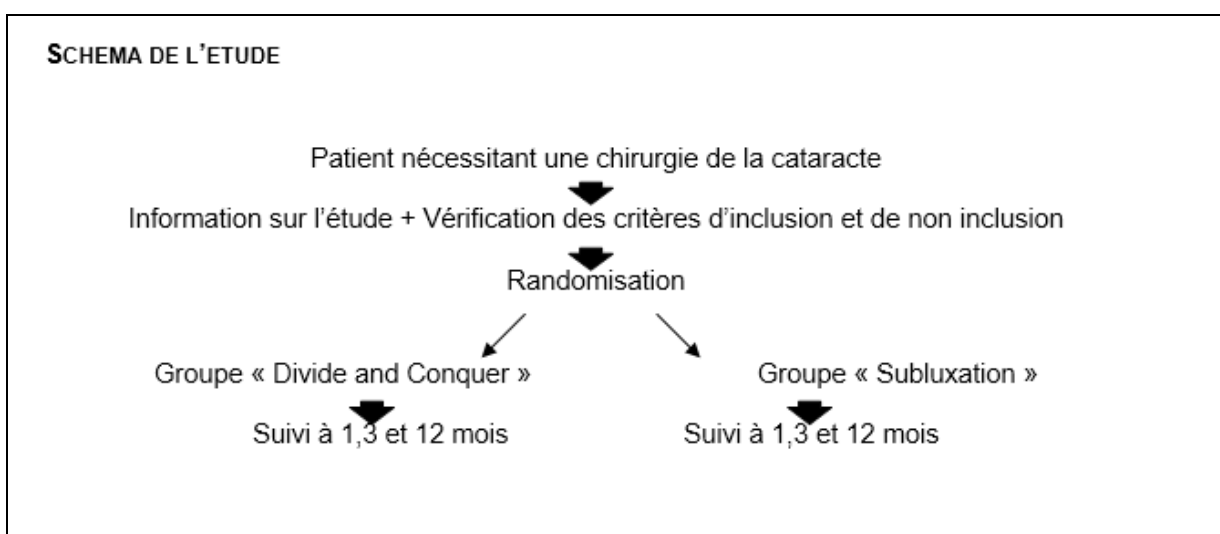 SCHEMA DE L'ETUDE
Patient nécessitant une chirurgie de la cataracte
Information sur l'étude + Vérification des critères d'inclusion et de non inclusion
Randomisation
Groupe « Divide and Conquer »
Groupe « Subluxation »
Suivi à 1,3 et 12 mois
Suivi à 1,3 et 12 mois